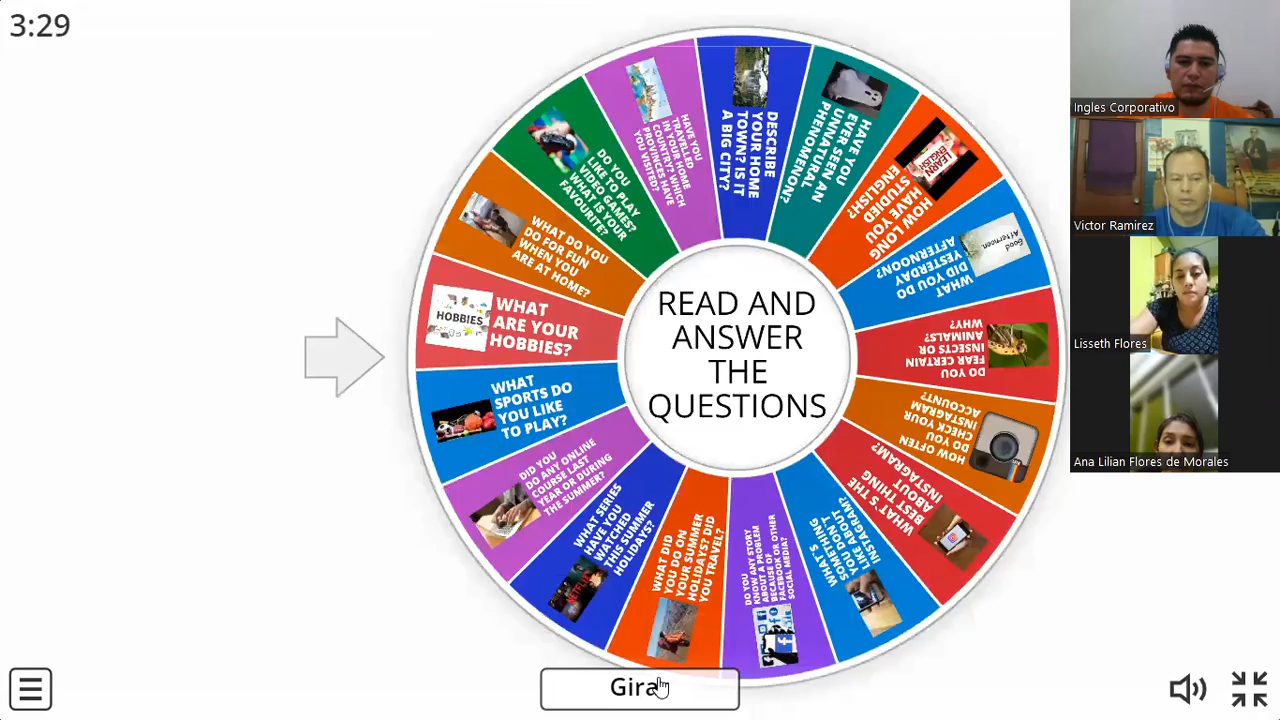 3:29
READ AND
ANSWER
THE
QUESTIONS
DESCRIBE
YOUR HOME
TOWN? IS IT
A BIG CITY?
HAVE YOU
EVER SEEN AN
UNNATURAL
PHENOMENON?
LEARN
ENGLISH
HOW LONG
HAVE YOU
STUDIED
ENGLISH?
Good
Afternoon
WHAT
DID YOU DO
YESTERDAY
AFTERNOON?
DO YOU
FEAR CERTAIN
INSECTS OR
ANIMALS?
WHY?
HOW OFTEN
DO YOU
CHECK YOUR
INSTAGRAM
ACCOUNT?
WHAT'S THE
BEST THING
ABOUT
INSTAGRAM?
WHAT'S
SOMETHING
YOU DON'T
LIKE ABOUT
INSTAGRAM?
DO YOU
KNOW ANY STORY
ABOUT A PROBLEM
BECAUSE OF
FACEBOOK OR OTHER
SOCIAL MEDIA?
WHAT DID
YOU DO ON
YOUR SUMMER
HOLIDAYS? DID
YOU TRAVEL?
WHAT SERIES
HAVE YOU
WATCHED
THIS SUMMER
HOLIDAYS?
NETFLIX
DID YOU
DO ANY ONLINE
COURSE LAST
YEAR OR DURING
THE SUMMER?
WHAT
SPORTS DO
YOU LIKE
TO PLAY?
HOBBIES
WHAT
ARE YOUR
HOBBIES?
WHAT DO YOU
DO FOR FUN
WHEN YOU
ARE AT HOME?
DO YOU
LIKE TO PLAY
VIDEO GAMES?
WHAT IS YOUR
FAVOURITE?
HAVE YOU
TRAVELLED
IN YOUR HOME
COUNTRY? WHICH
PROVINCES HAVE
YOU VISITED?
Gira
Ingles Corporativo
Victor Ramirez
Lisseth Flores
Ana Lilian Flores de Morales